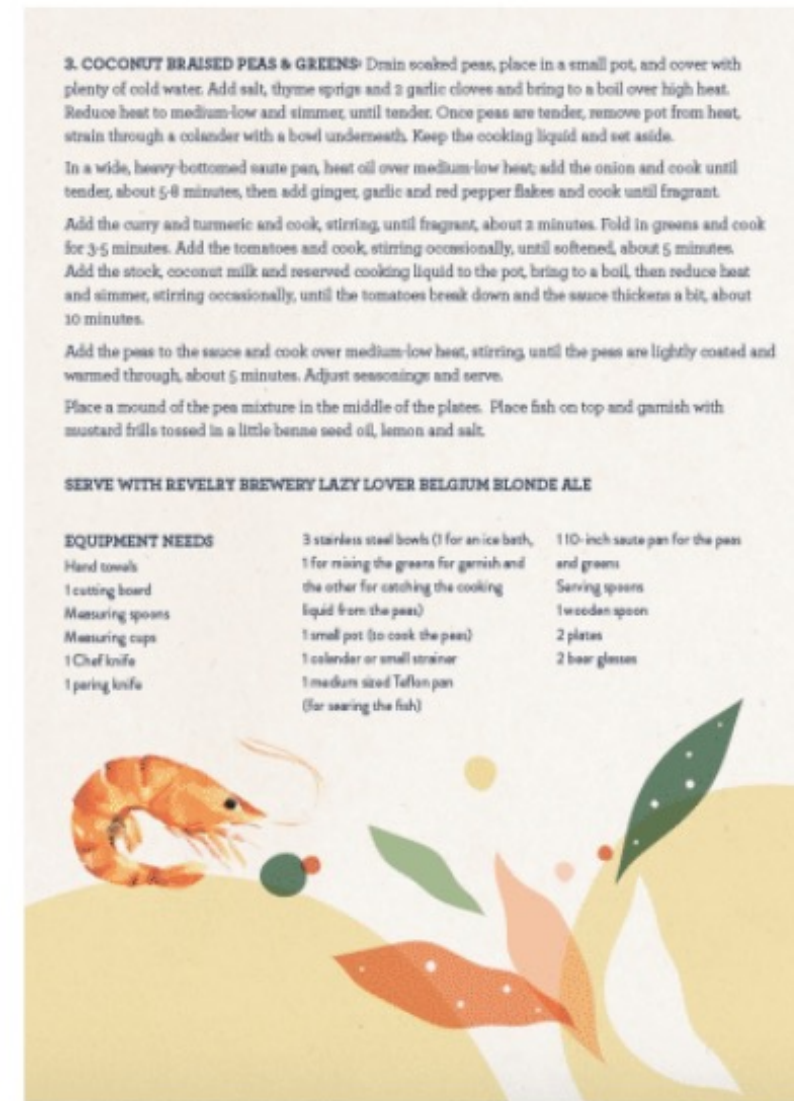 3. COCONUT BRAISED PEAS & GREENS: Drain soaked peas, place in a small pot, and cover with
plenty of cold water. Add salt, thyme sprigs and 2 garlic cloves and bring to a boil over high heat.
Reduce heat to medium-low and simmer, until tender. Once peas are tender, remove pot from heat,
strain through a colander with a bowl underneath. Keep the cooking liquid and set aside.
In a wide, heavy-bottomed saute pan, heat oil over medium-low heat; add the onion and cook until
tender, about 5-8 minutes, then add ginger, garlic and red pepper flakes and cook until fragrant.
Add the curry and turmeric and cook, stirring, until fragrant, about 2 minutes. Fold in greens and cook
for 3-5 minutes. Add the tomatoes and cook, stirring occasionally, until softened, about 5 minutes.
Add the stock, coconut milk and reserved cooking liquid to the pot, bring to a boil, then reduce heat
and simmer, stirring occasionally, until the tomatoes break down and the sauce thickens a bit, about
10 minutes.
Add the peas to the sauce and cook over medium-low heat, stirring, until the peas are lightly coated and
warmed through, about 5 minutes. Adjust seasonings and serve.
Place a mound of the pea mixture in the middle of the plates. Place fish on top and garnish with
mustard frills tossed in a little benne seed oil, lemon and salt.
SERVE WITH REVELRY BREWERY LAZY LOVER BELGIUM BLONDE ALE
EQUIPMENT NEEDS
Hand towels
1 cutting board
Measuring spoons
Measuring cups
1 Chef knife
1 paring knife
3 stainless steel bowls (1 for an ice bath,
1 for mixing the greens for garnish and
the other for catching the cooking
liquid from the peas)
1 small pot (to cook the peas)
1 colander or small strainer
1 medium sized Teflon pan
(for searing the fish)
1 10-inch saute pan for the peas
and greens
Serving spoons
1 wooden spoon
2 plates
2 beer glasses